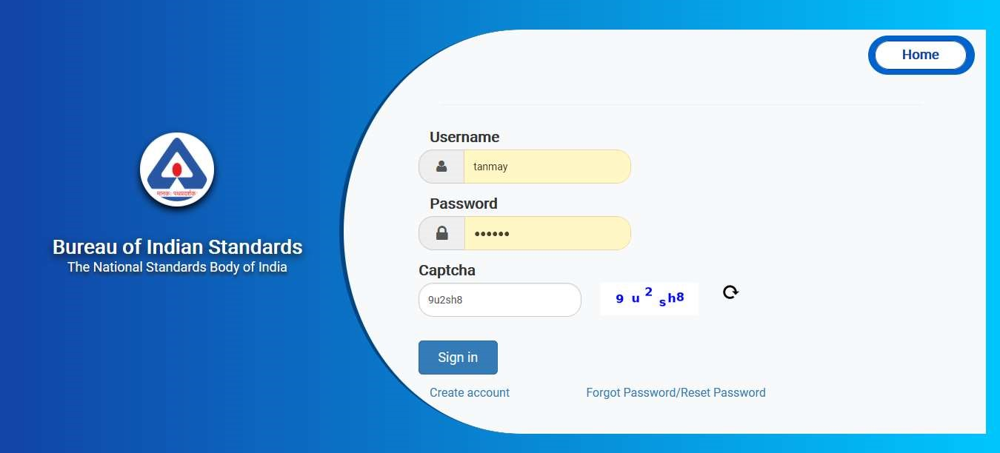 Home
मानकः पथप्रदर्शकः
Bureau of Indian Standards
The National Standards Body of India
Username
tanmay
Password
••••••
Captcha
9u2sh8
9 u 2 s h8
Sign in
Create account
Forgot Password/Reset Password